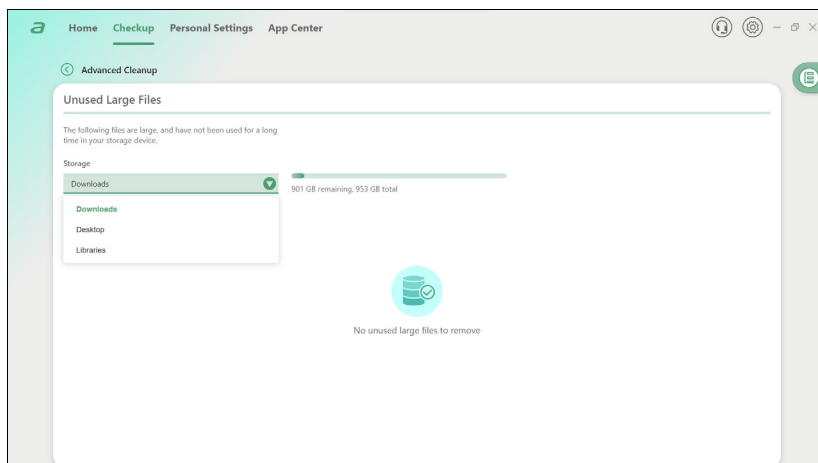 a
Home Checkup Personal Settings App Center
Advanced Cleanup
Unused Large Files
The following files are large, and have not been used for a long
time in your storage device.
Storage
Downloads
901 GB remaining, 953 GB total
Downloads
Desktop
Libraries
No unused large files to remove